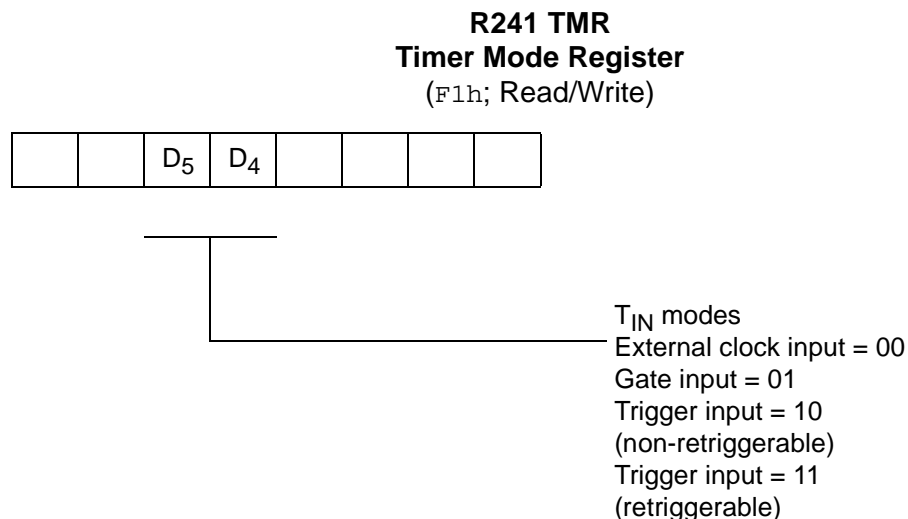 R241 TMR
Timer Mode Register
(F1h; Read/Write)
D5 D4
TIN modes
External clock input = 00
Gate input = 01
Trigger input = 10
(non-retriggerable)
Trigger input = 11
(retriggerable)